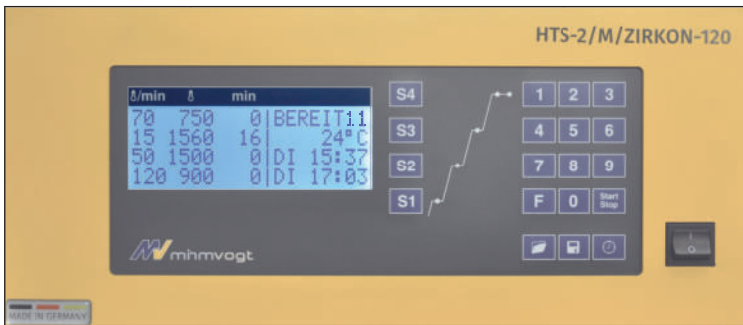 HTS-2/M/ZIRKON-120
δ/min δ min
70 750 0|BEREIT11
15 1560 16| 24°C
50 1500 0|DI 15:37
120 900 0|DI 17:03
S4
S3
S2
S1
1 2 3
4 5 6
7 8 9
F 0 Start
Stop
mhmvogt
MADE IN GERMANY